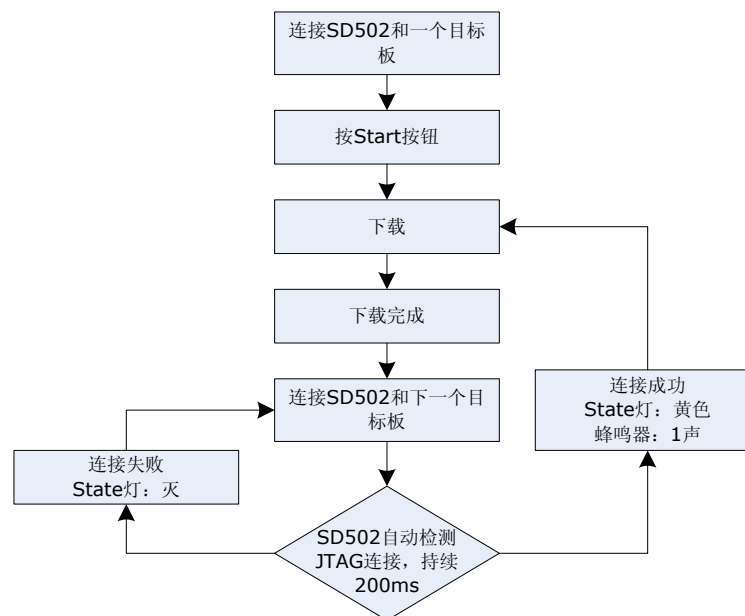 连接SD502和一个目标
板
按Start按钮
下载
下载完成
连接SD502和下一个目
标板
连接成功
State灯：黄色
蜂鸣器：1声
连接失败
State灯：灭
SD502自动检测
JTAG连接，持续
200ms